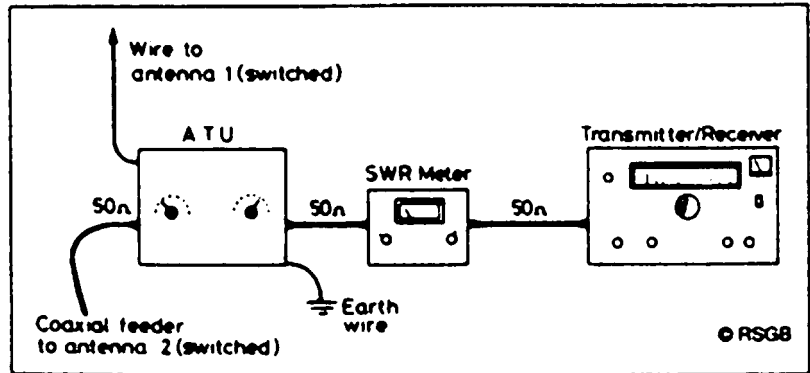 Wire to
antenna 1 (switched)
ATU
SWR Meter
Transmitter/Receiver
50Ω
50Ω
50Ω
Earth
wire
Coaxial feeder
to antenna 2 (switched)
© RSGB